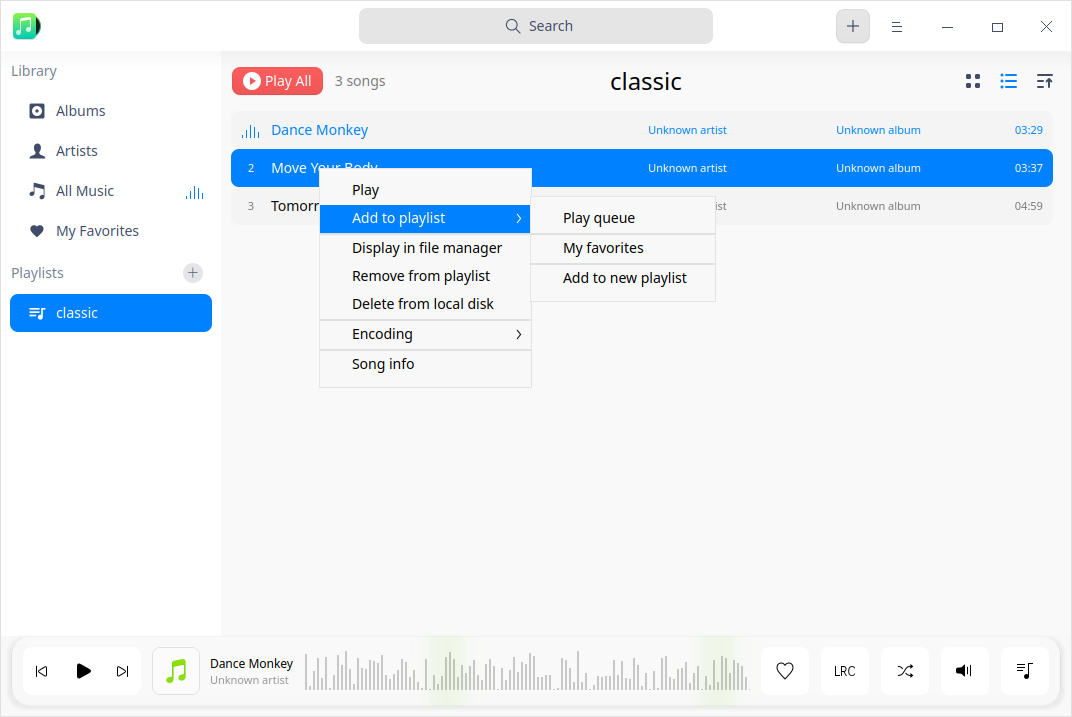 Search
Library
Albums
Artists
All Music
My Favorites
Playlists
classic
Play All
3 songs
classic
Dance Monkey Unknown artist Unknown album 03:29
2 Move Your Body Unknown artist Unknown album 03:37
3 Unknown album 04:59
Play
Add to playlist
Display in file manager
Remove from playlist
Delete from local disk
Encoding
Song info
Play queue
My favorites
Add to new playlist
Dance Monkey
Unknown artist
LRC